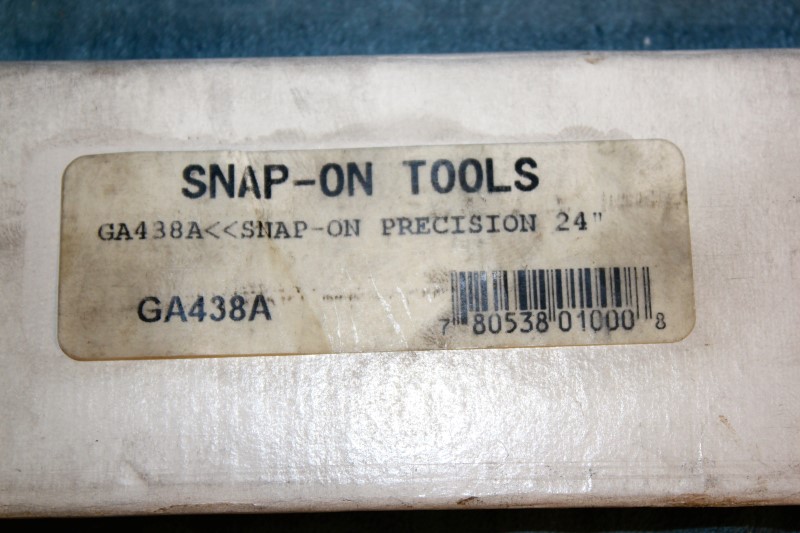 SNAP-ON TOOLS
GA438A<<SNAP-ON PRECISION 24"
GA438A
7 80538 01000 8